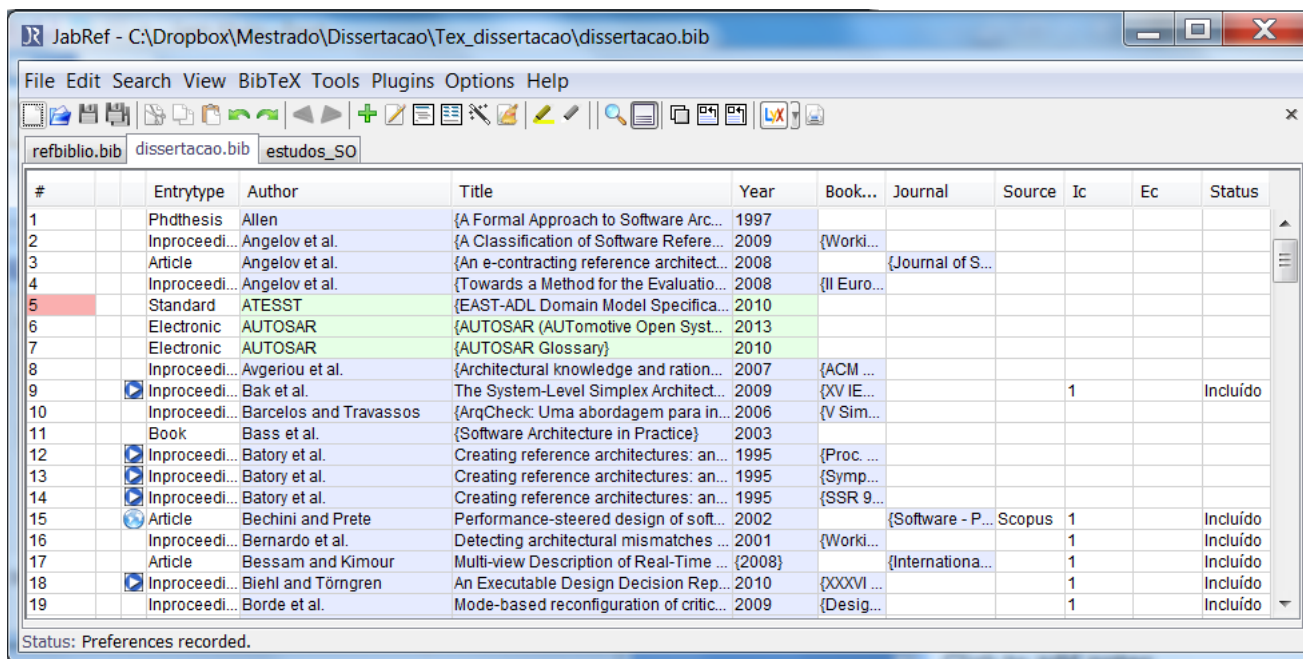 JabRef - C:\Dropbox\Mestrado\Dissertacao\Tex_dissertacao\dissertacao.bib
File Edit Search View BibTeX Tools Plugins Options Help
refbiblio.bib dissertacao.bib estudos_SO
# Entrytype Author Title Year Book... Journal Source Ic Ec Status
1 Phdthesis Allen {A Formal Approach to Software Arc... 1997
2 Inproceedi... Angelov et al. {A Classification of Software Refere... 2009 {Worki...
3 Article Angelov et al. {An e-contracting reference architect... 2008 {Journal of S...
4 Inproceedi... Angelov et al. {Towards a Method for the Evaluatio... 2008 {II Euro...
5 Standard ATESST {EAST-ADL Domain Model Specifica... 2010
6 Electronic AUTOSAR {AUTOSAR (AUTomotive Open Syst... 2013
7 Electronic AUTOSAR {AUTOSAR Glossary} 2010
8 Inproceedi... Avgeriou et al. {Architectural knowledge and ration... 2007 {ACM ...
9 Inproceedi... Bak et al. The System-Level Simplex Architect... 2009 {XV IE... 1 Incluído
10 Inproceedi... Barcelos and Travassos {ArqCheck: Uma abordagem para in... 2006 {V Sim...
11 Book Bass et al. {Software Architecture in Practice} 2003
12 Inproceedi... Batory et al. Creating reference architectures: an... 1995 {Proc. ...
13 Inproceedi... Batory et al. Creating reference architectures: an... 1995 {Symp...
14 Inproceedi... Batory et al. Creating reference architectures: an... 1995 {SSR 9...
15 Article Bechini and Prete Performance-steered design of soft... 2002 {Software - P... Scopus 1 Incluído
16 Inproceedi... Bernardo et al. Detecting architectural mismatches ... 2001 {Worki... 1 Incluído
17 Article Bessam and Kimour Multi-view Description of Real-Time ... {2008} {Internationa... 1 Incluído
18 Inproceedi... Biehl and Törngren An Executable Design Decision Rep... 2010 {XXXVI ... 1 Incluído
19 Inproceedi... Borde et al. Mode-based reconfiguration of critic... 2009 {Desig... 1 Incluído
Status: Preferences recorded.